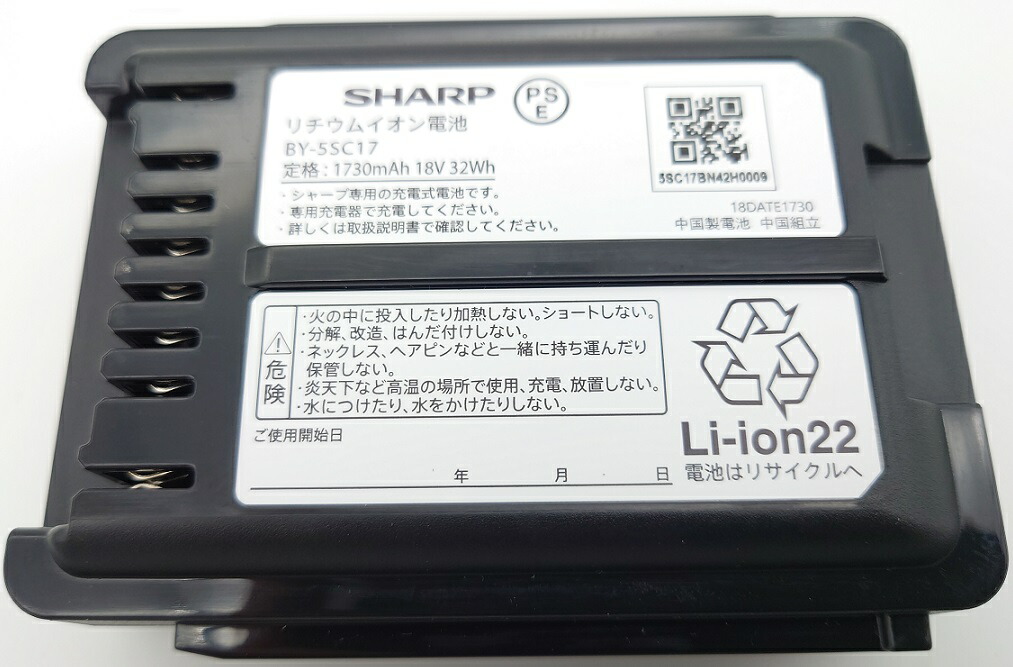 SHARP
PS
E
リチウムイオン電池
BY-5SC17
定格：1730mAh 18V 32Wh
・シャープ専用の充電式電池です。
・専用充電器で充電してください。
・詳しくは取扱説明書で確認してください。
5SC17BN42H0009
18DATE1730
中国製電池 中国組立
危険
・火の中に投入したり加熱しない。ショートしない。
・分解、改造、はんだ付けしない。
・ネックレス、ヘアピンなどと一緒に持ち運んだり
保管しない。
・炎天下など高温の場所で使用、充電、放置しない。
・水につけたり、水をかけたりしない。
ご使用開始日
年 月 日
Li-ion22
電池はリサイクルへ